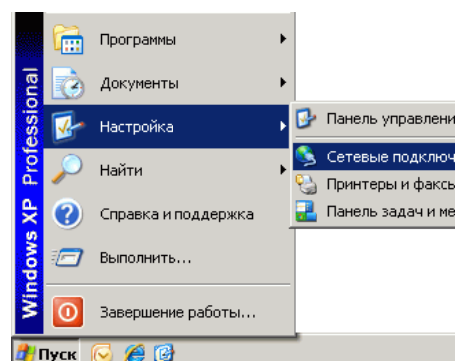 Windows XP Professional
Программы
Документы
Настройка
Найти
Справка и поддержка
Выполнить...
Завершение работы...
Панель управлени
Сетевые подключ
Принтеры и факсы
Панель задач и ме
Пуск